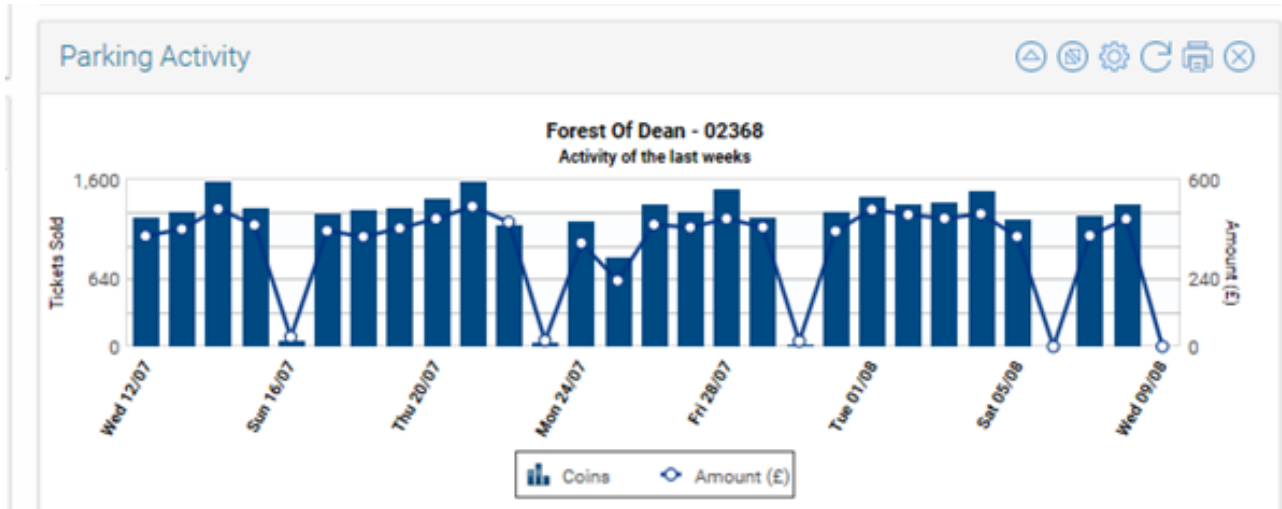 Parking Activity
Forest Of Dean - 02368
Activity of the last weeks
1,600
640
0
Tickets Sold
600
240
0
Amount (£)
Wed 12/07
Sun 16/07
Thu 20/07
Mon 24/07
Fri 28/07
Tue 01/08
Sat 05/08
Wed 09/08
Coins
Amount (£)